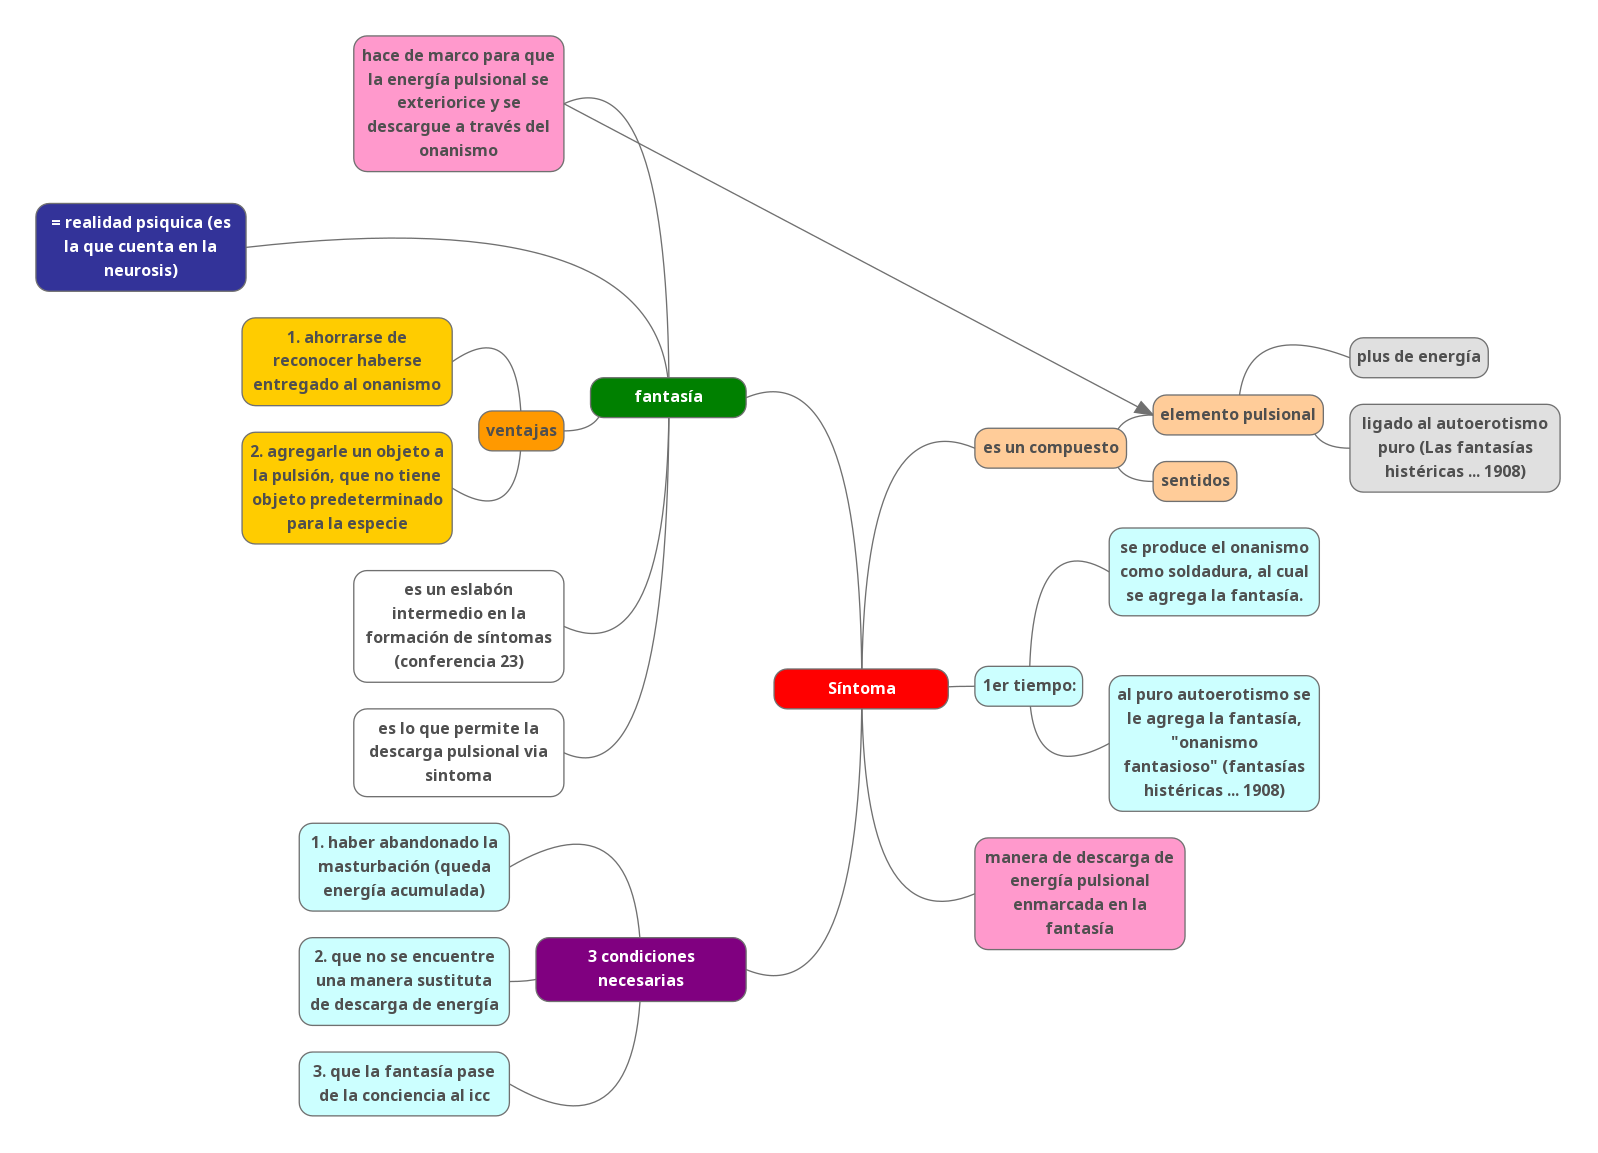 hace de marco para que
la energía pulsional se
exteriorice y se
descargue a través del
onanismo
= realidad psiquica (es
la que cuenta en la
neurosis)
1. ahorrarse de
reconocer haberse
entregado al onanismo
ventajas
2. agregarle un objeto a
la pulsión, que no tiene
objeto predeterminado
para la especie
fantasía
es un eslabón
intermedio en la
formación de síntomas
(conferencia 23)
es lo que permite la
descarga pulsional via
sintoma
1. haber abandonado la
masturbación (queda
energía acumulada)
2. que no se encuentre
una manera sustituta
de descarga de energía
3. que la fantasía pase
de la conciencia al icc
3 condiciones
necesarias
Síntoma
es un compuesto
elemento pulsional
plus de energía
ligado al autoerotismo
puro (Las fantasías
histéricas ... 1908)
sentidos
1er tiempo:
se produce el onanismo
como soldadura, al cual
se agrega la fantasía.
al puro autoerotismo se
le agrega la fantasía,
"onanismo
fantasioso" (fantasías
histéricas ... 1908)
manera de descarga de
energía pulsional
enmarcada en la
fantasía